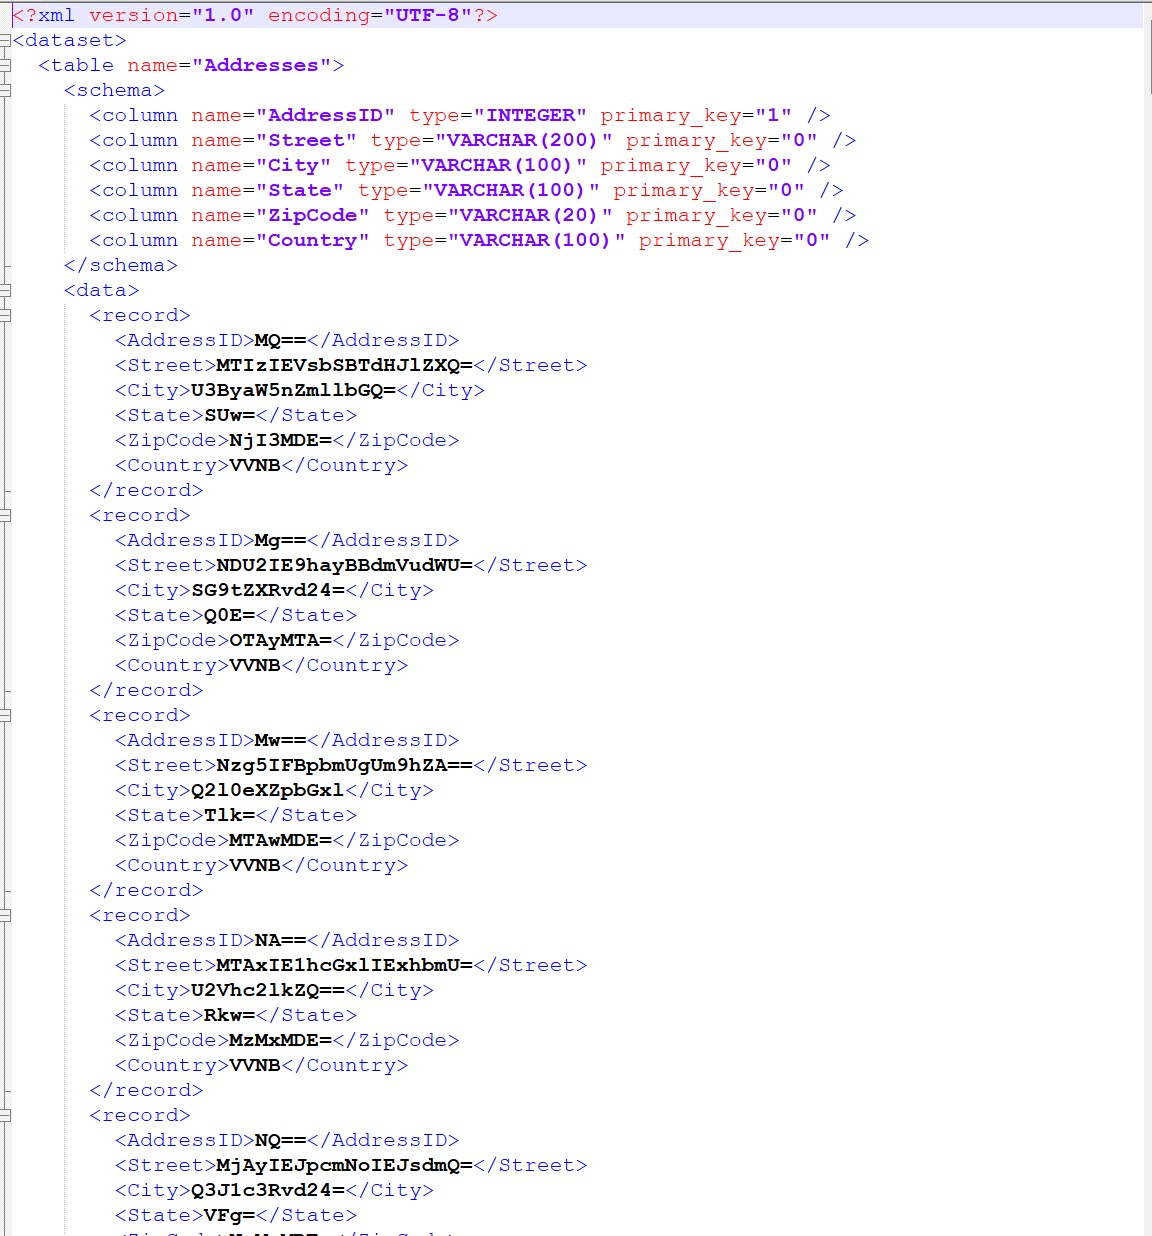 <?xml version="1.0" encoding="UTF-8"?>
<dataset>
<table name="Addresses">
<schema>
<column name="AddressID" type="INTEGER" primary_key="1" />
<column name="Street" type="VARCHAR(200)" primary_key="0" />
<column name="City" type="VARCHAR(100)" primary_key="0" />
<column name="State" type="VARCHAR(100)" primary_key="0" />
<column name="ZipCode" type="VARCHAR(20)" primary_key="0" />
<column name="Country" type="VARCHAR(100)" primary_key="0" />
</schema>
<data>
<record>
<AddressID>MQ==</AddressID>
<Street>MTIzIEVsbSBTdHJlZXQ=</Street>
<City>U3ByaW5nZmllbGQ=</City>
<State>SUw=</State>
<ZipCode>NjI3MDE=</ZipCode>
<Country>VVNB</Country>
</record>
<record>
<AddressID>Mg==</AddressID>
<Street>NDU2IE9hayBBdmVudWU=</Street>
<City>SG9tZXRvd24=</City>
<State>Q0E=</State>
<ZipCode>OTAyMTA=</ZipCode>
<Country>VVNB</Country>
</record>
<record>
<AddressID>Mw==</AddressID>
<Street>Nzg5IFBpbmUgUm9hZA==</Street>
<City>Q2l0eXZpbGxl</City>
<State>Tlk=</State>
<ZipCode>MTAwMDE=</ZipCode>
<Country>VVNB</Country>
</record>
<record>
<AddressID>NA==</AddressID>
<Street>MTAxIE1hcGxlIExhbmU=</Street>
<City>U2Vhc2lkZQ==</City>
<State>Rkw=</State>
<ZipCode>MzMxMDE=</ZipCode>
<Country>VVNB</Country>
</record>
<record>
<AddressID>NQ==</AddressID>
<Street>MjAyIEJpcmNoIEJsdmQ=</Street>
<City>Q3J1c3Rvd24=</City>
<State>VFg=</State>